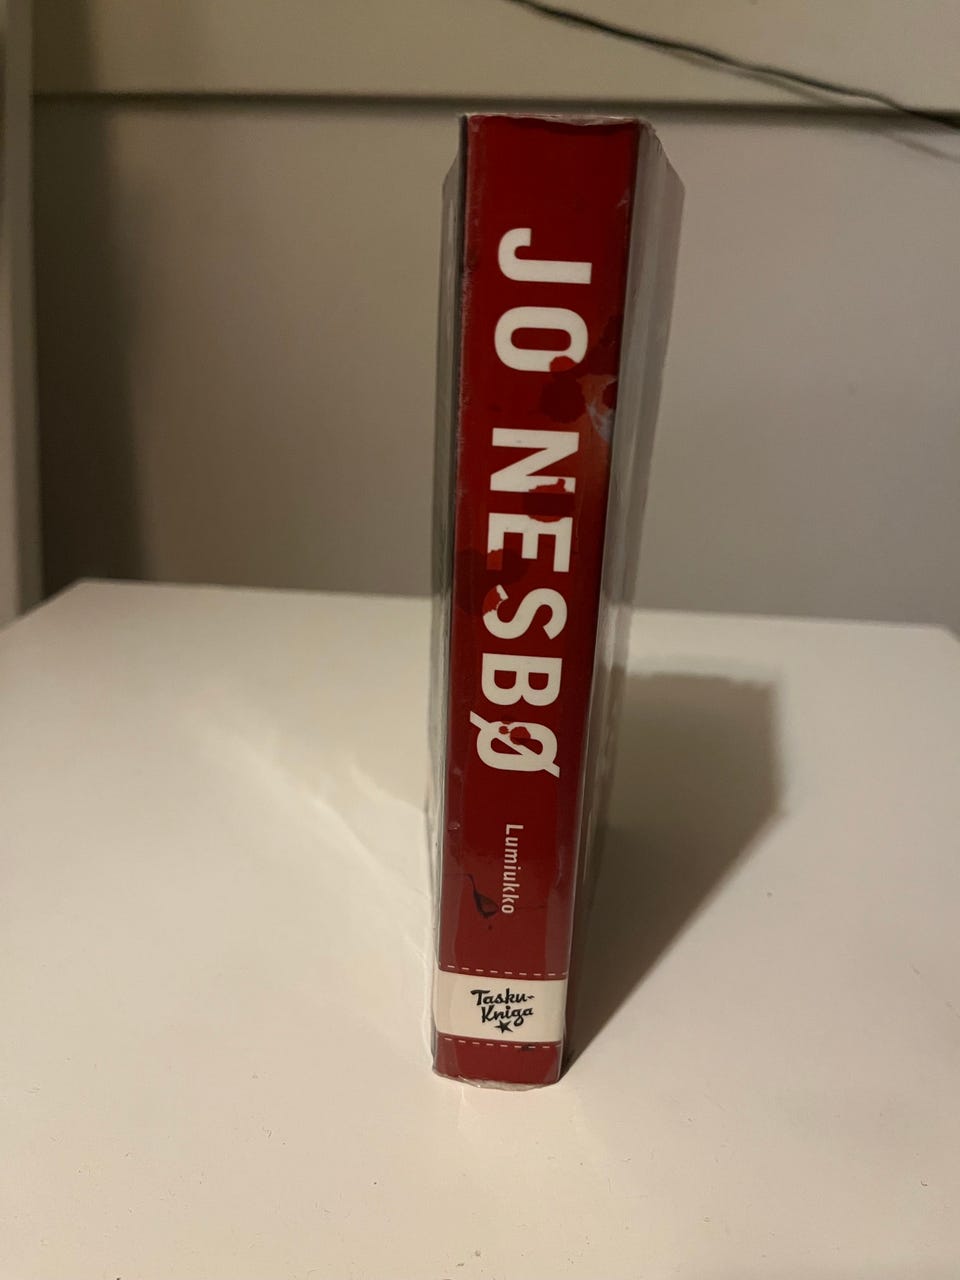 JO NESBØ
Lumiukko
Tasku-
Kniga